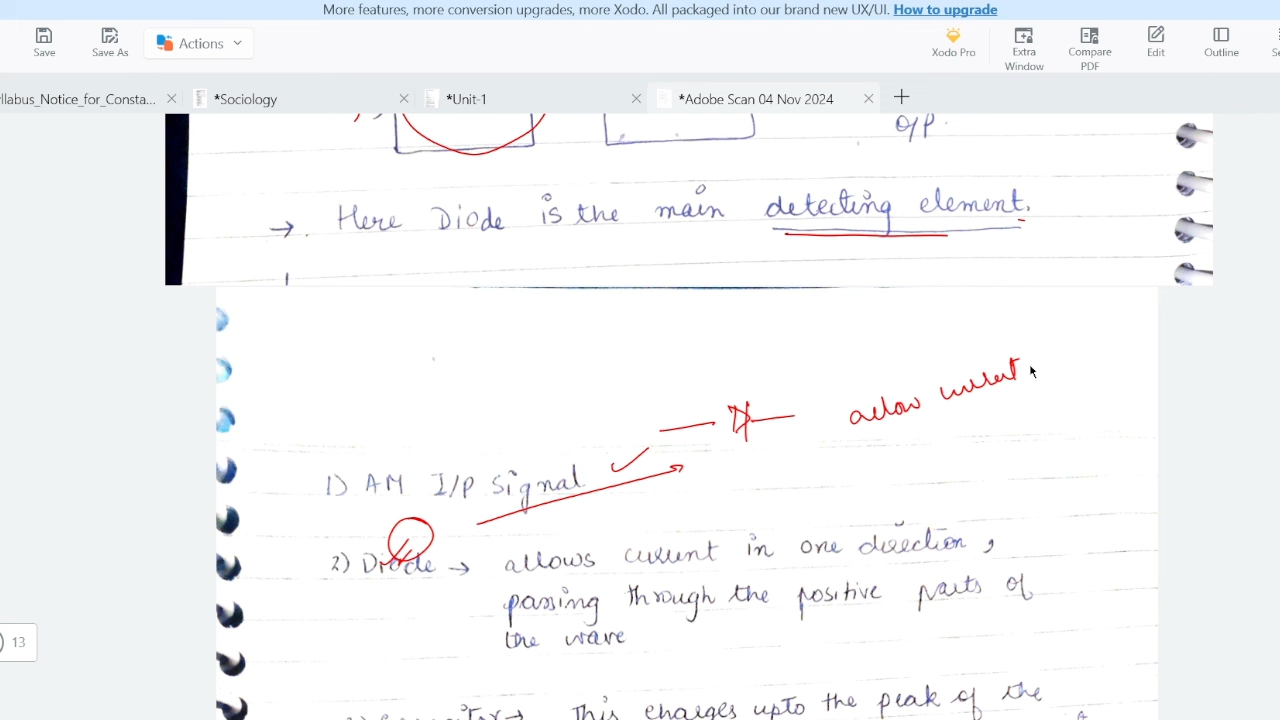 More features, more conversion upgrades, more Xodo. All packaged into our brand new UX/UI. How to upgrade
Save
Save As
Actions
Xodo Pro
Extra Window
Compare PDF
Edit
Outline
Se
llabus_Notice_for_Consta...
*Sociology
*Unit-1
*Adobe Scan 04 Nov 2024
O/P.
→ Here Diode is the main detecting element.
allow current
1) AM I/P Signal
2) Diode → allows current in one direction,
passing through the positive parts of
the wave
13
This charges upto the peak of the